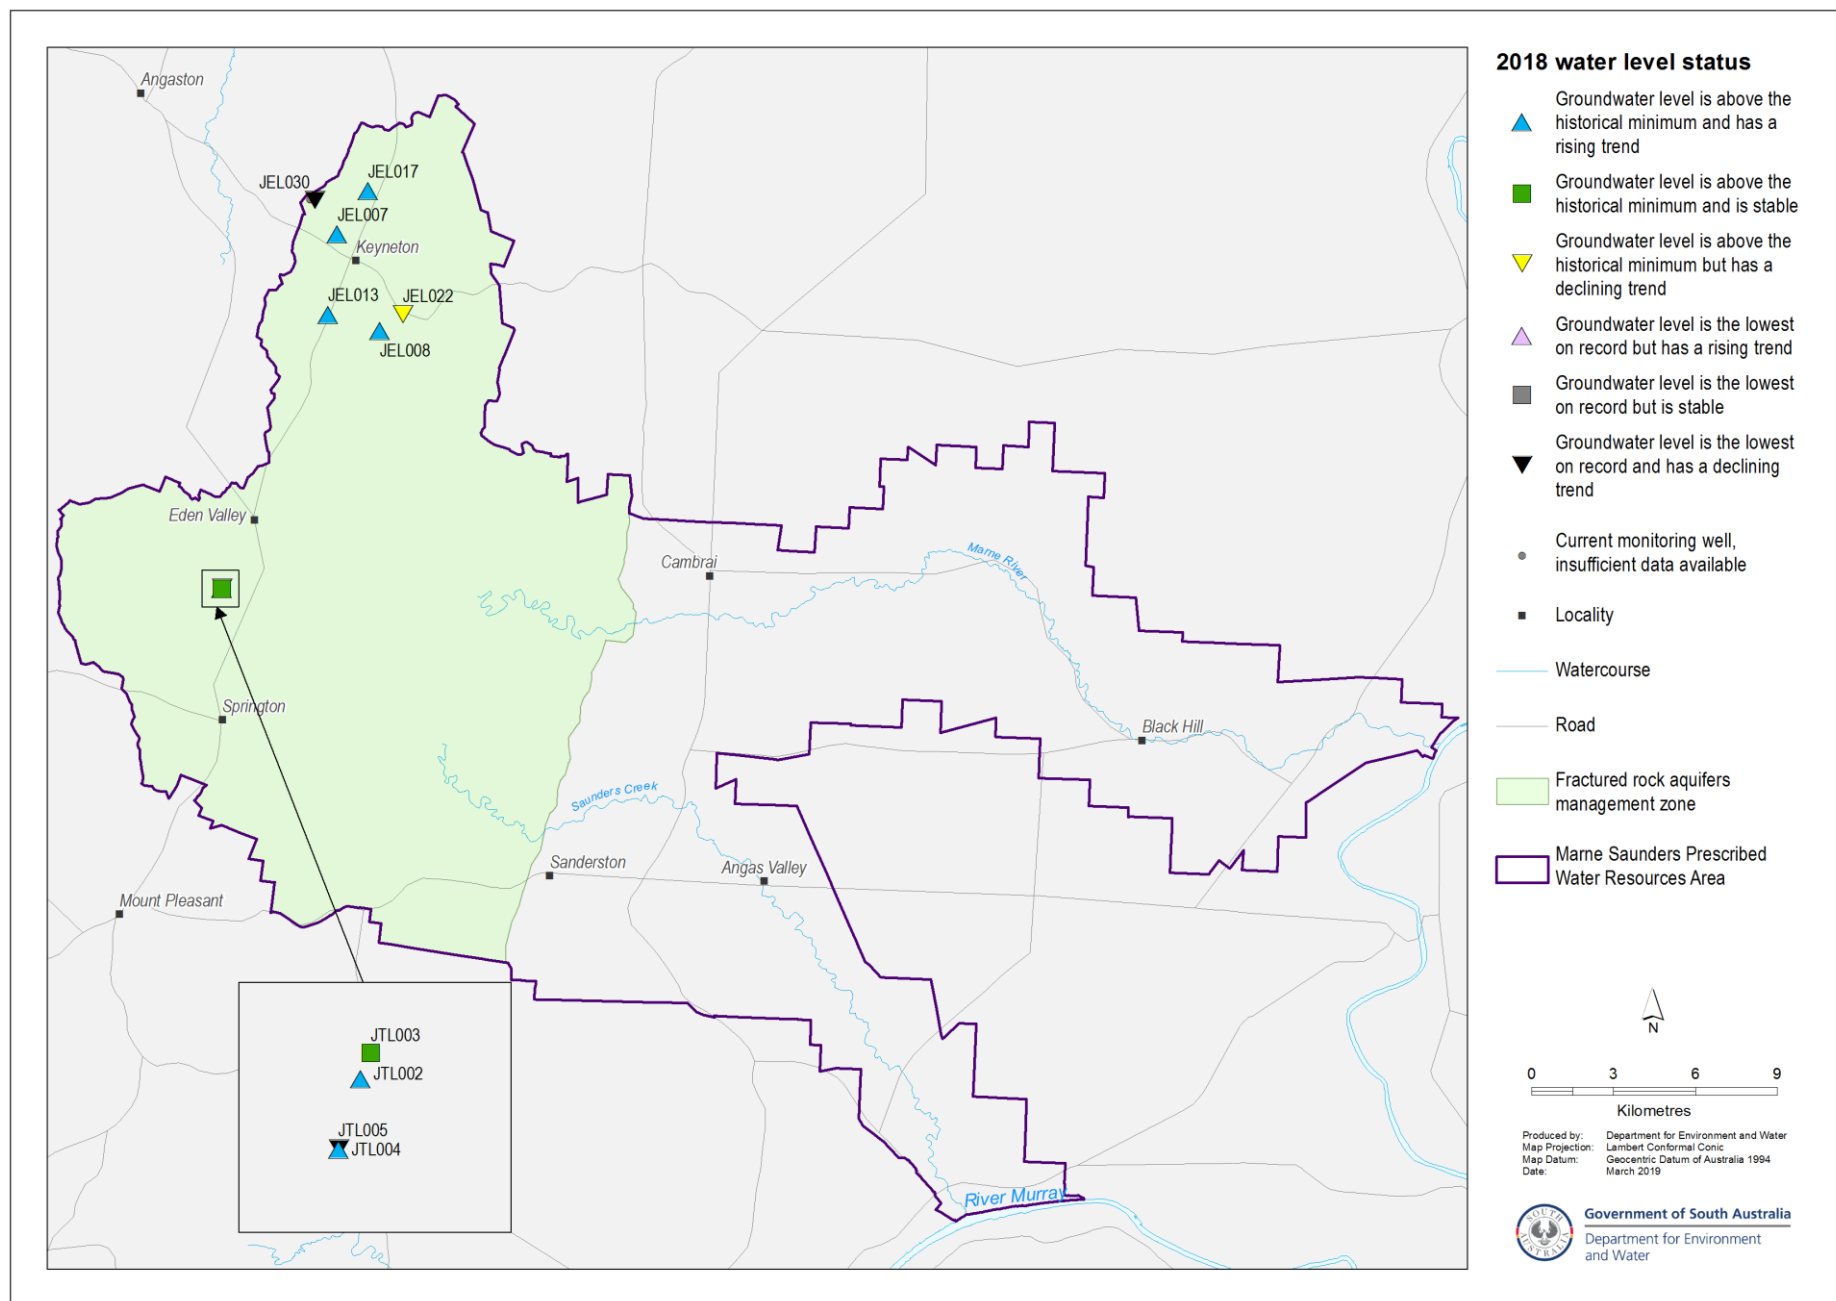 Angaston
JEL030
JEL017
JEL007
Keyneton
JEL013
JEL022
JEL008
Eden Valley
Cambrai
Marne River
Springton
Black Hill
Saunders Creek
Sanderston
Angas Valley
Mount Pleasant
JTL003
JTL002
JTL005
JTL004
River Murray
2018 water level status
Groundwater level is above the
historical minimum and has a
rising trend
Groundwater level is above the
historical minimum and is stable
Groundwater level is above the
historical minimum but has a
declining trend
Groundwater level is the lowest
on record but has a rising trend
Groundwater level is the lowest
on record but is stable
Groundwater level is the lowest
on record and has a declining
trend
Current monitoring well,
insufficient data available
Locality
Watercourse
Road
Fractured rock aquifers
management zone
Marne Saunders Prescribed
Water Resources Area
N
0 3 6 9
Kilometres
Produced by: Department for Environment and Water
Map Projection: Lambert Conformal Conic
Map Datum: Geocentric Datum of Australia 1994
Date: March 2019
SOUTH AUSTRALIA
Government of South Australia
Department for Environment
and Water